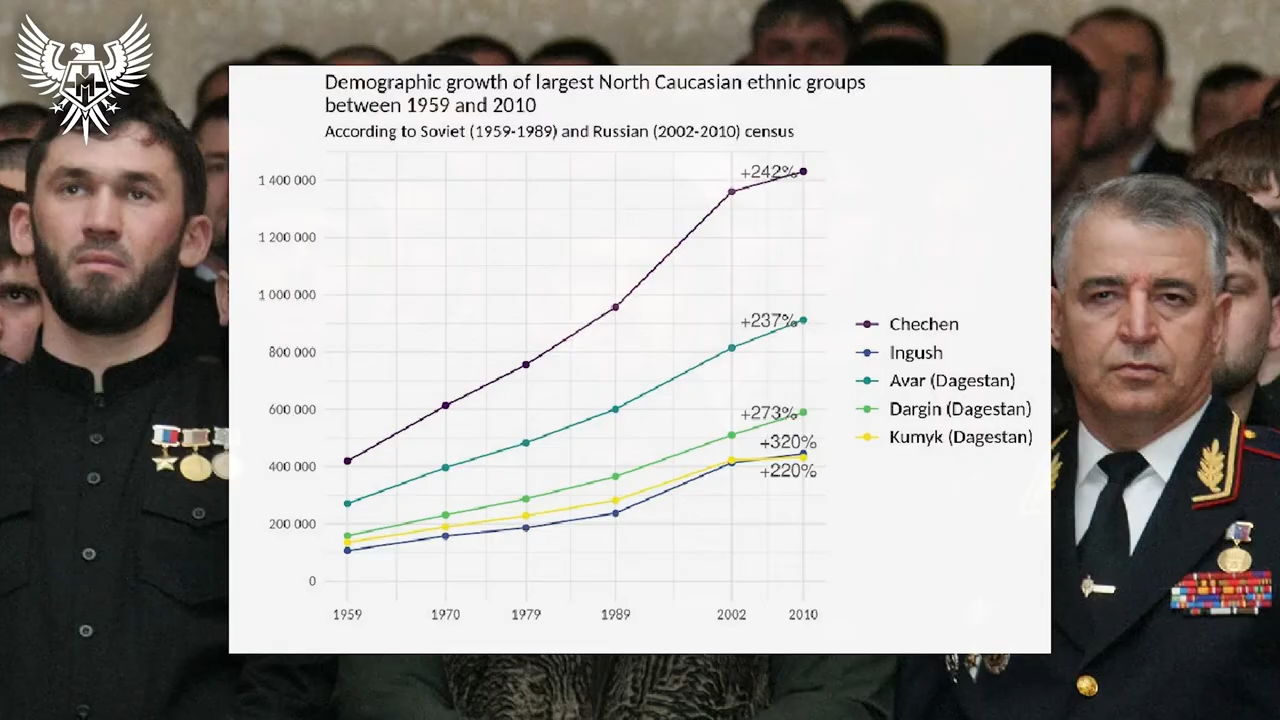 Demographic growth of largest North Caucasian ethnic groups
between 1959 and 2010
According to Soviet (1959-1989) and Russian (2002-2010) census
1 400 000
1 200 000
1 000 000
800 000
600 000
400 000
200 000
0
1959 1970 1979 1989 2002 2010
+242%
+237%
+273%
+320%
+220%
Chechen
Ingush
Avar (Dagestan)
Dargin (Dagestan)
Kumyk (Dagestan)
M